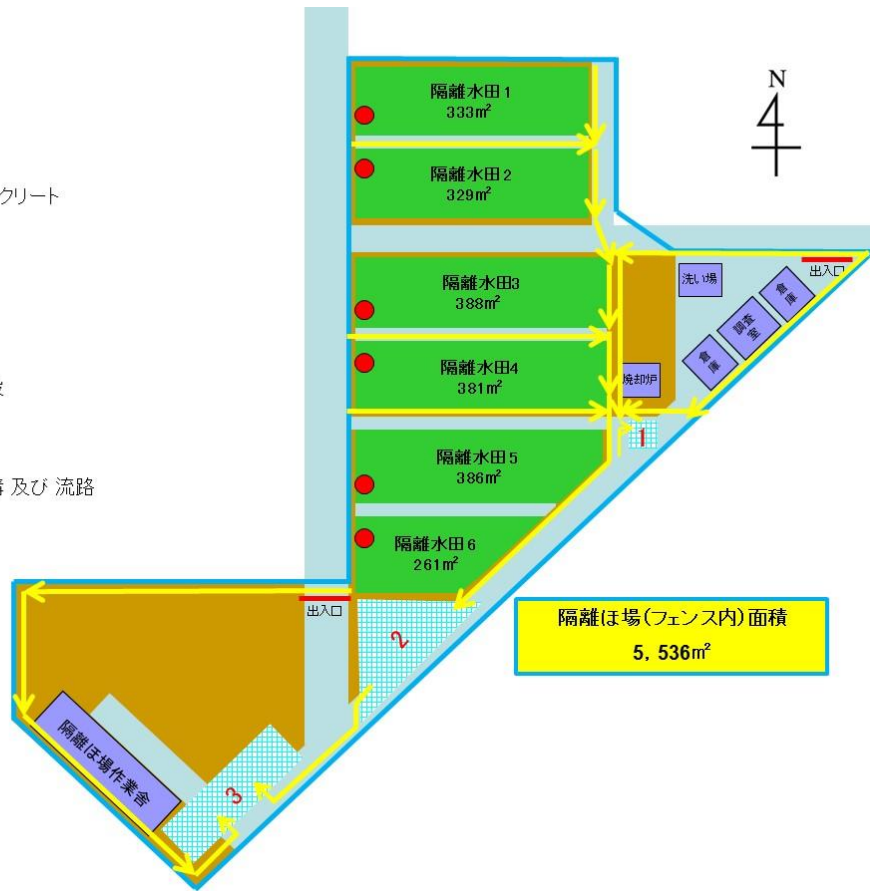 隔離水田1
333m²
N
隔離水田2
329m²
クリート
隔離水田3
388m²
洗い場
出入口
倉庫
調査室
倉庫
隔離水田4
381m²
焼却炉
1
隔離水田5
386m²
及び 流路
隔離水田6
261m²
出入口
2
隔離ほ場(フェンス内)面積
5, 536m²
隔離ほ場作業舎
3